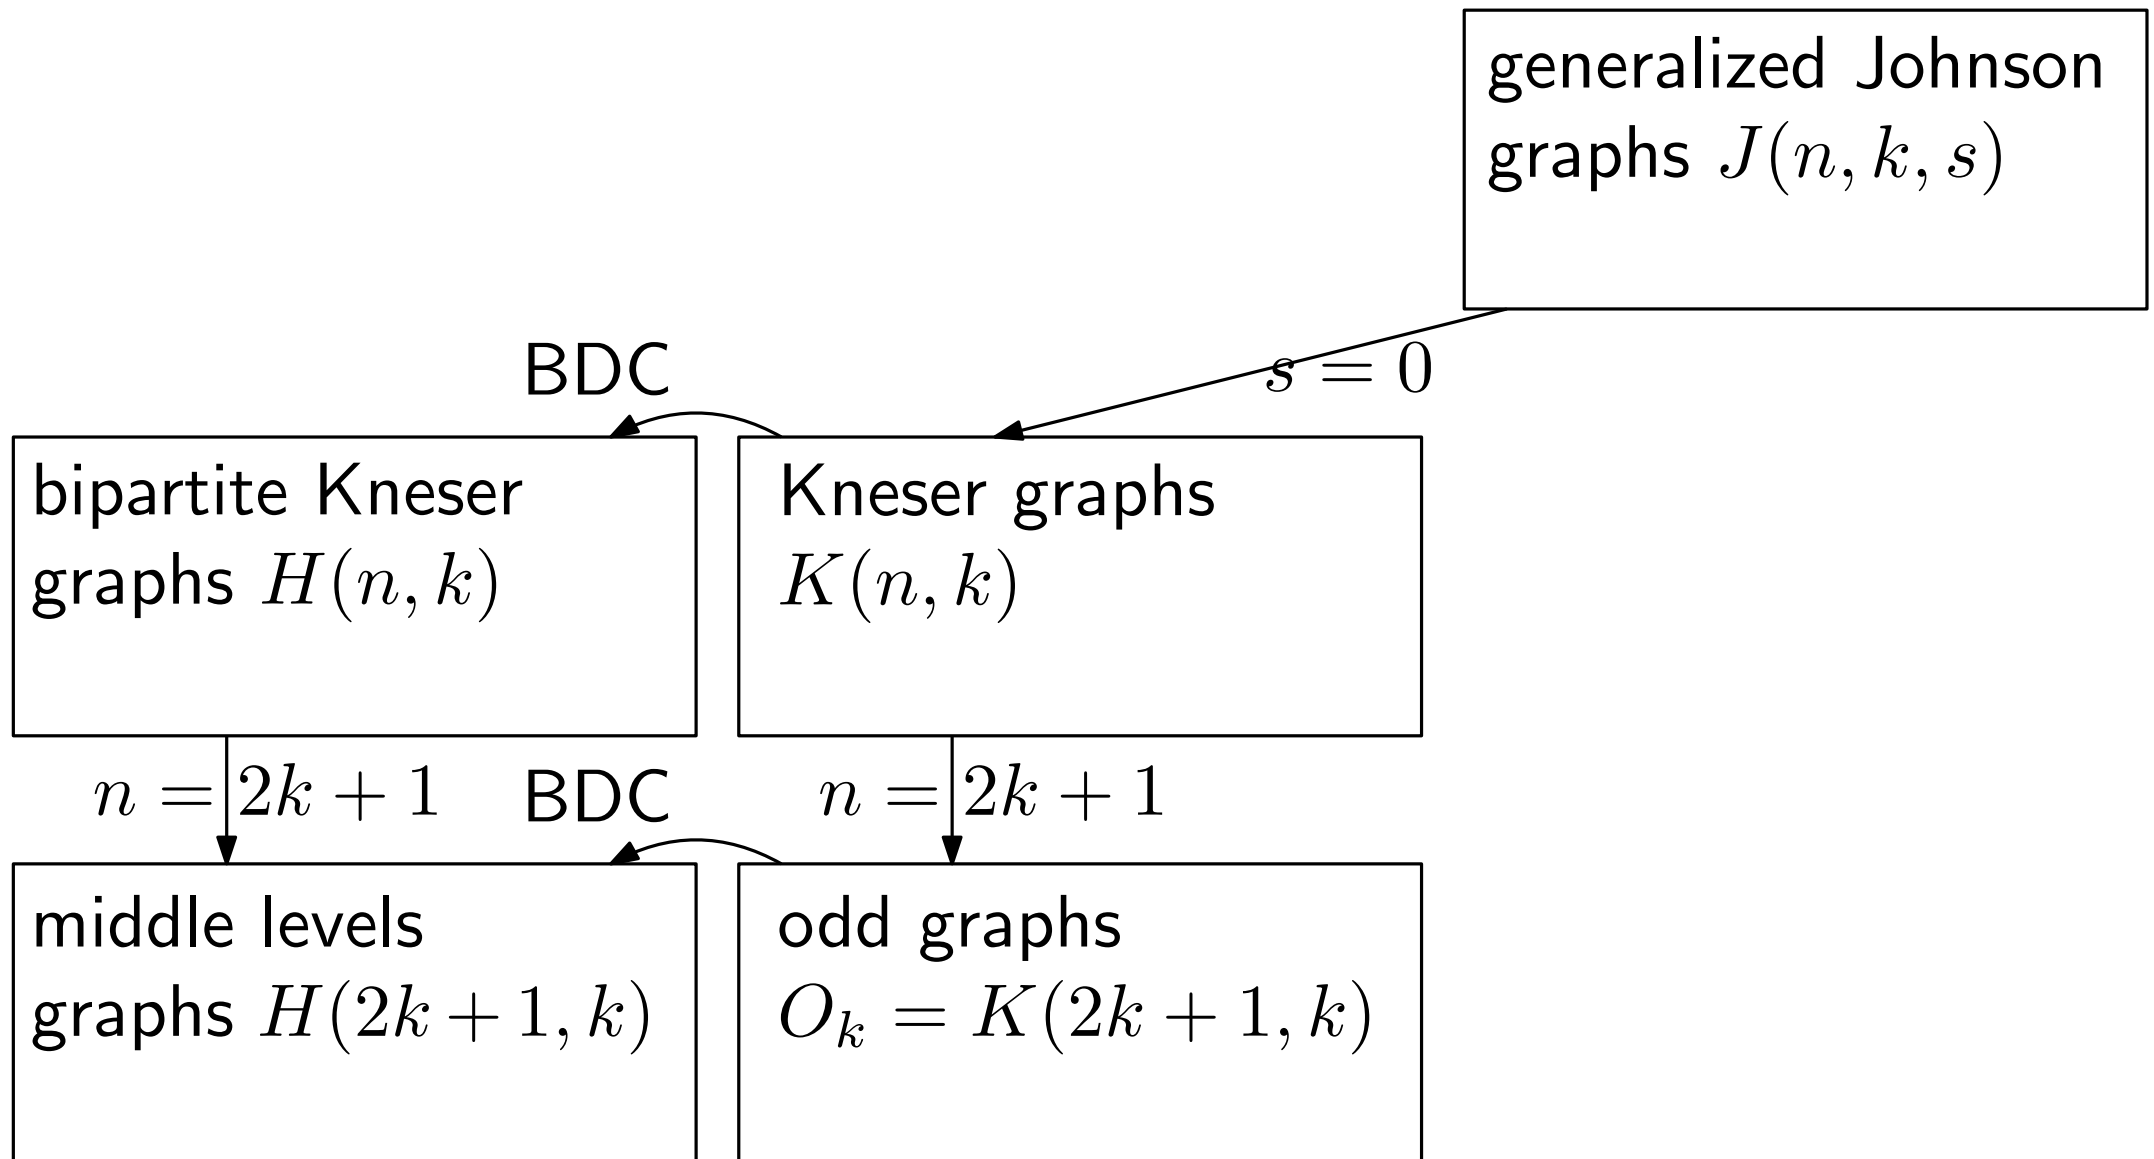 generalized Johnson
graphs J(n, k, s)
BDC
s = 0
bipartite Kneser
graphs H(n, k)
Kneser graphs
K(n, k)
n = 2k + 1
BDC
n = 2k + 1
middle levels
graphs H(2k + 1, k)
odd graphs
O_k = K(2k + 1, k)